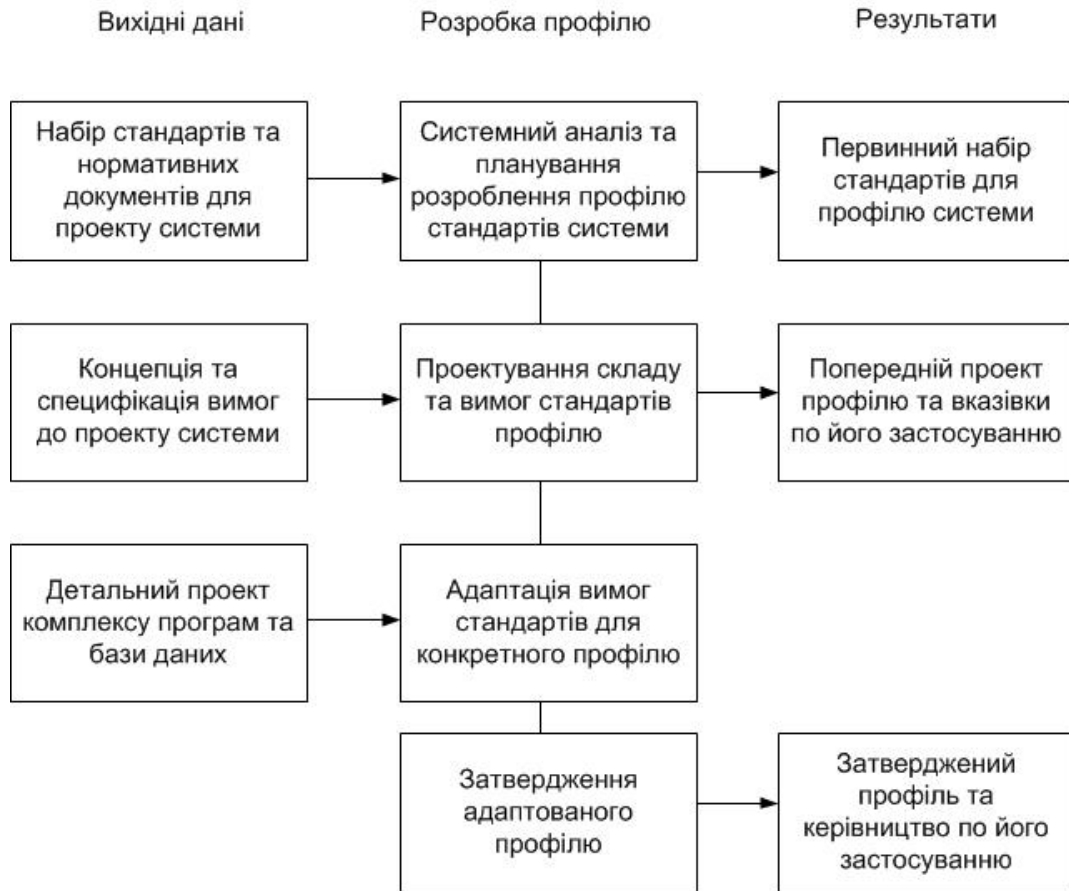 Вихідні дані
Розробка профілю
Результати
Набір стандартів та
нормативних
документів для
проекту системи
Системний аналіз та
планування
розроблення профілю
стандартів системи
Первинний набір
стандартів для
профілю системи
Концепція та
специфікація вимог
до проекту системи
Проектування складу
та вимог стандартів
профілю
Попередній проект
профілю та вказівки
по його застосуванню
Детальний проект
комплексу програм та
бази даних
Адаптація вимог
стандартів для
конкретного профілю
Затвердження
адаптованого
профілю
Затверджений
профіль та
керівництво по його
застосуванню